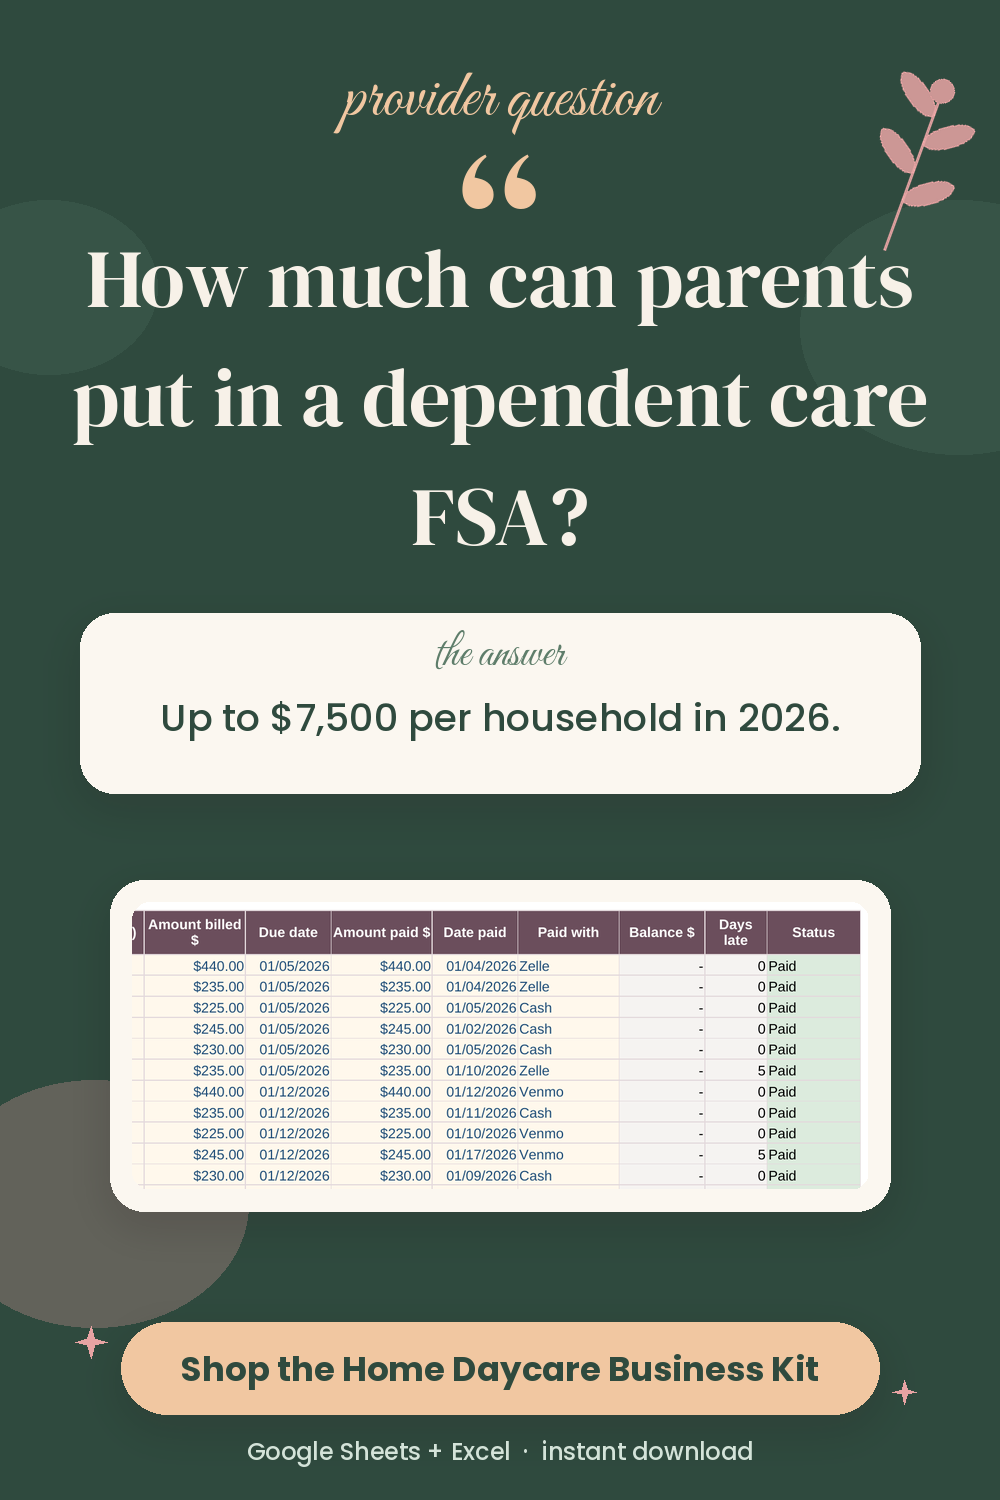 provider question
“
How much can parents
put in a dependent care
FSA?
the answer
Up to $7,500 per household in 2026.
) Amount billed $ Due date Amount paid $ Date paid Paid with Balance $ Days late Status
$440.00 01/05/2026 $440.00 01/04/2026 Zelle - 0 Paid
$235.00 01/05/2026 $235.00 01/04/2026 Zelle - 0 Paid
$225.00 01/05/2026 $225.00 01/05/2026 Cash - 0 Paid
$245.00 01/05/2026 $245.00 01/02/2026 Cash - 0 Paid
$230.00 01/05/2026 $230.00 01/05/2026 Cash - 0 Paid
$235.00 01/05/2026 $235.00 01/10/2026 Zelle - 5 Paid
$440.00 01/12/2026 $440.00 01/12/2026 Venmo - 0 Paid
$235.00 01/12/2026 $235.00 01/11/2026 Cash - 0 Paid
$225.00 01/12/2026 $225.00 01/10/2026 Venmo - 0 Paid
$245.00 01/12/2026 $245.00 01/17/2026 Venmo - 5 Paid
$230.00 01/12/2026 $230.00 01/09/2026 Cash - 0 Paid
Shop the Home Daycare Business Kit
Google Sheets + Excel · instant download